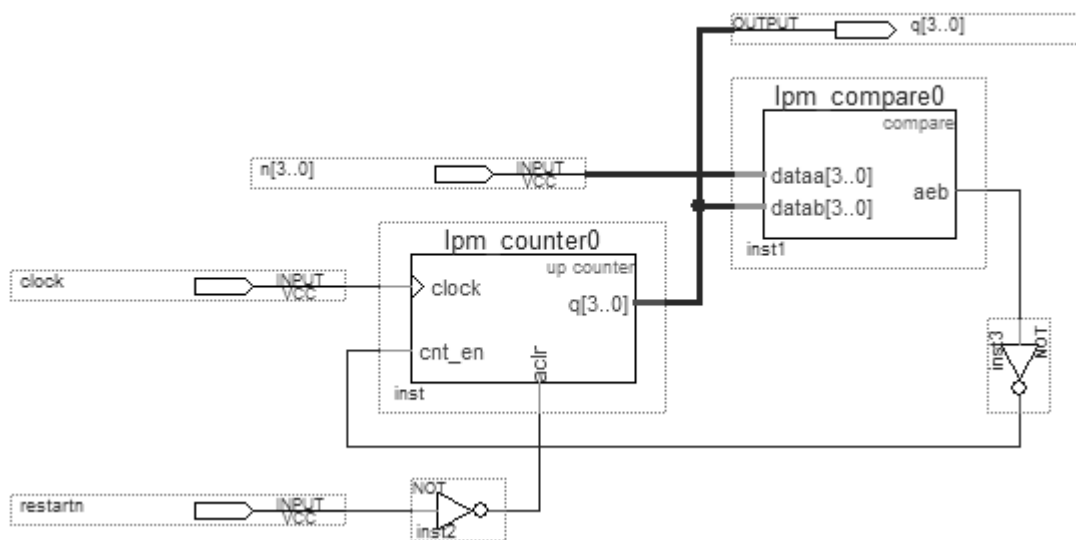 OUTPUT
q[3..0]
lpm_compare0
compare
n[3..0]
INPUT
VCC
dataa[3..0]
datab[3..0]
aeb
inst1
lpm_counter0
up counter
clock
INPUT
VCC
clock
q[3..0]
cnt_en
aclr
inst
inst3
NOT
restartn
INPUT
VCC
NOT
inst2